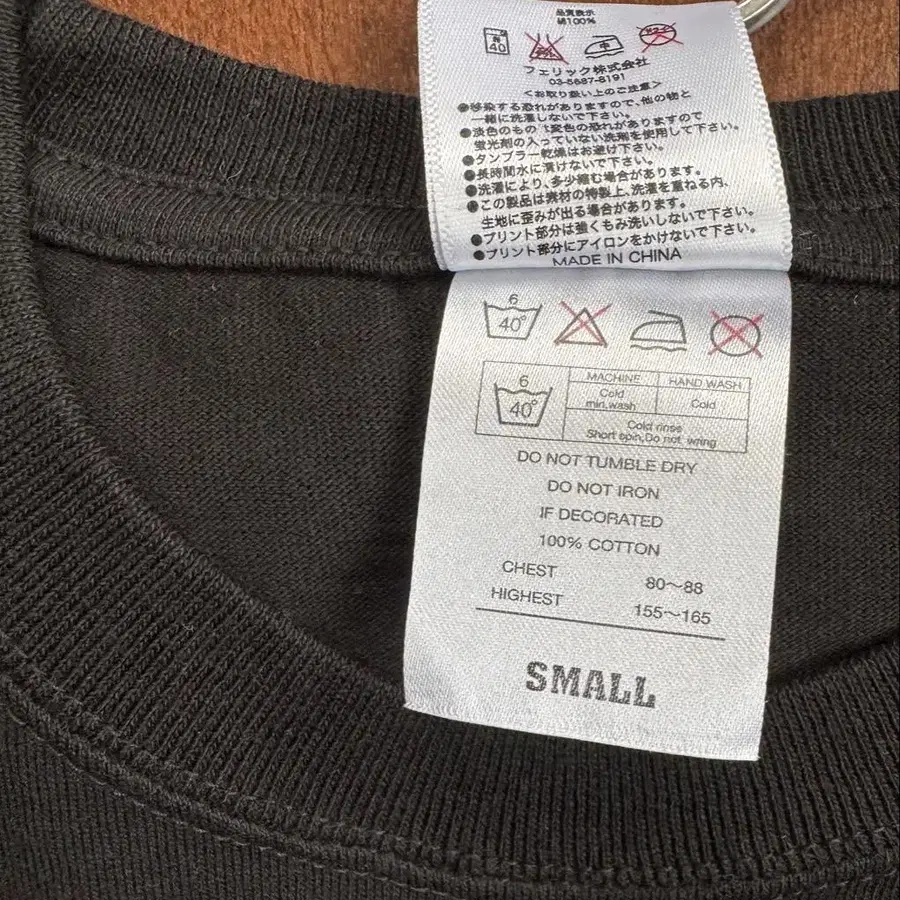 品質表示
綿100%
40
中
ドライ
フェリック株式会社
03-5687-8191
<お取り扱い上のご注意>
●移染する恐れがありますので、他の物と
一緒に洗濯しないで下さい。
●淡色のもの変色の恐れがありますので
蛍光剤の入っていない洗剤を使用して下さい。
●タンブラー乾燥はお避け下さい。
●長時間水に漬けないで下さい。
●洗濯により、多少縮む場合があります。
●この製品は素材の特製上、洗濯を重ねる内、
生地に歪みが出る場合があります。
●プリント部分は強くもみ洗いしないで下さい。
●プリント部分にアイロンをかけないで下さい。
MADE IN CHINA
6
40°
6
40°
MACHINE HAND WASH
Cold
min.wash
Cold
Cold rinse
Short spin,Do not wring
DO NOT TUMBLE DRY
DO NOT IRON
IF DECORATED
100% COTTON
CHEST 80～88
HIGHEST 155～165
SMALL